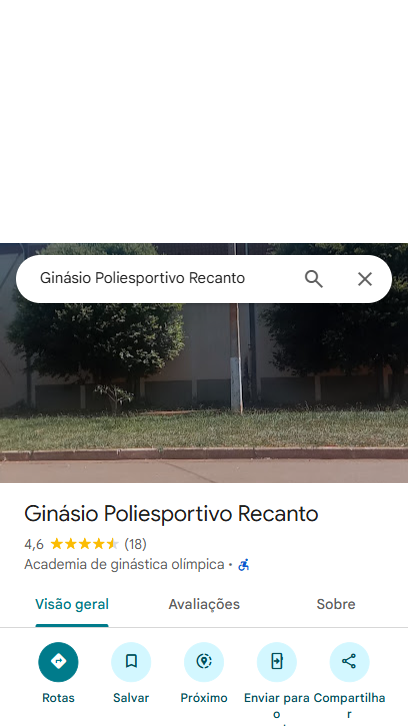 Ginásio Poliesportivo Recanto
Ginásio Poliesportivo Recanto
4,6 (18)
Academia de ginástica olímpica ·
Visão geral Avaliações Sobre
Rotas Salvar Próximo Enviar para o Compartilhar